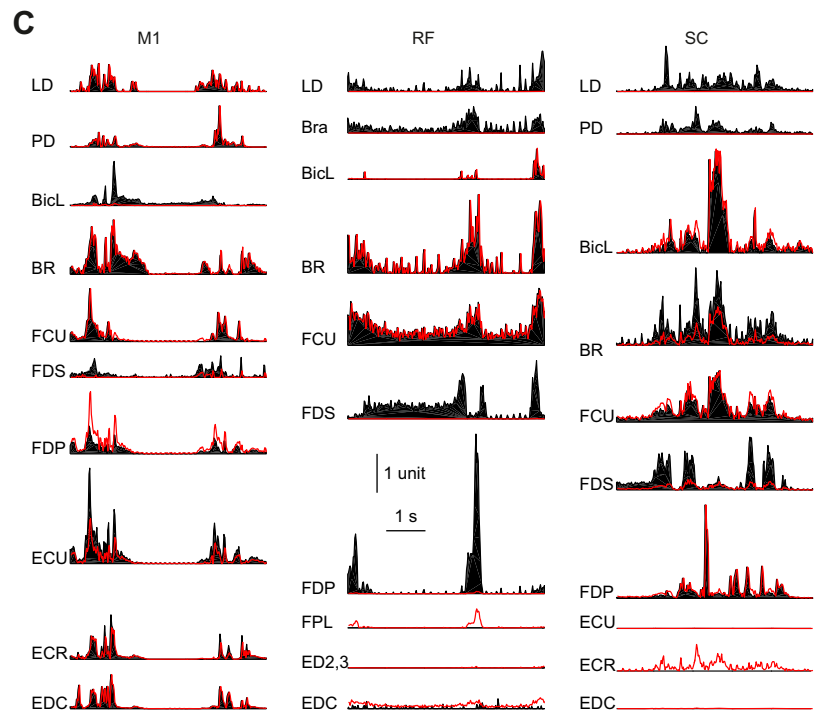 C
M1
LD
PD
BicL
BR
FCU
FDS
FDP
ECU
ECR
EDC
RF
LD
Bra
BicL
BR
FCU
FDS
1 unit
1 s
FDP
FPL
ED2,3
EDC
SC
LD
PD
BicL
BR
FCU
FDS
FDP
ECU
ECR
EDC